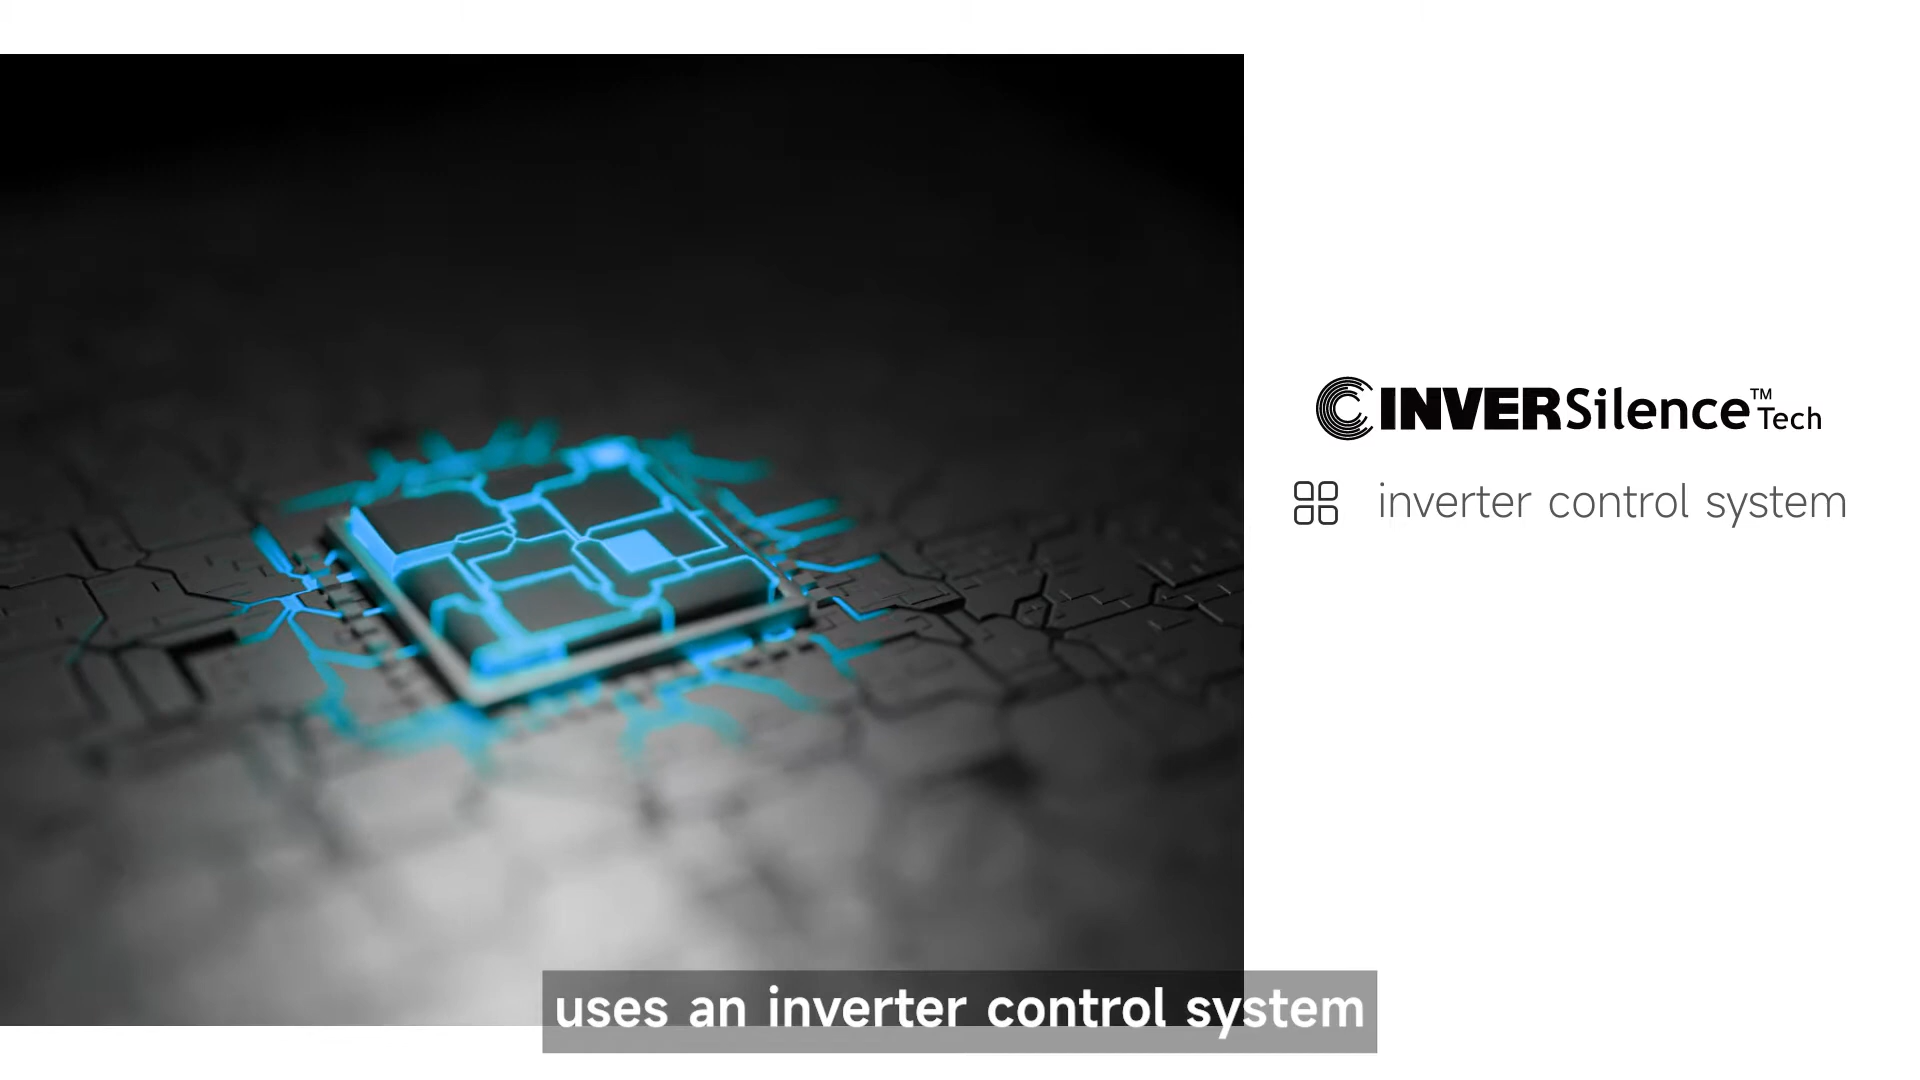 INVERSilence™ Tech
inverter control system
uses an inverter control system